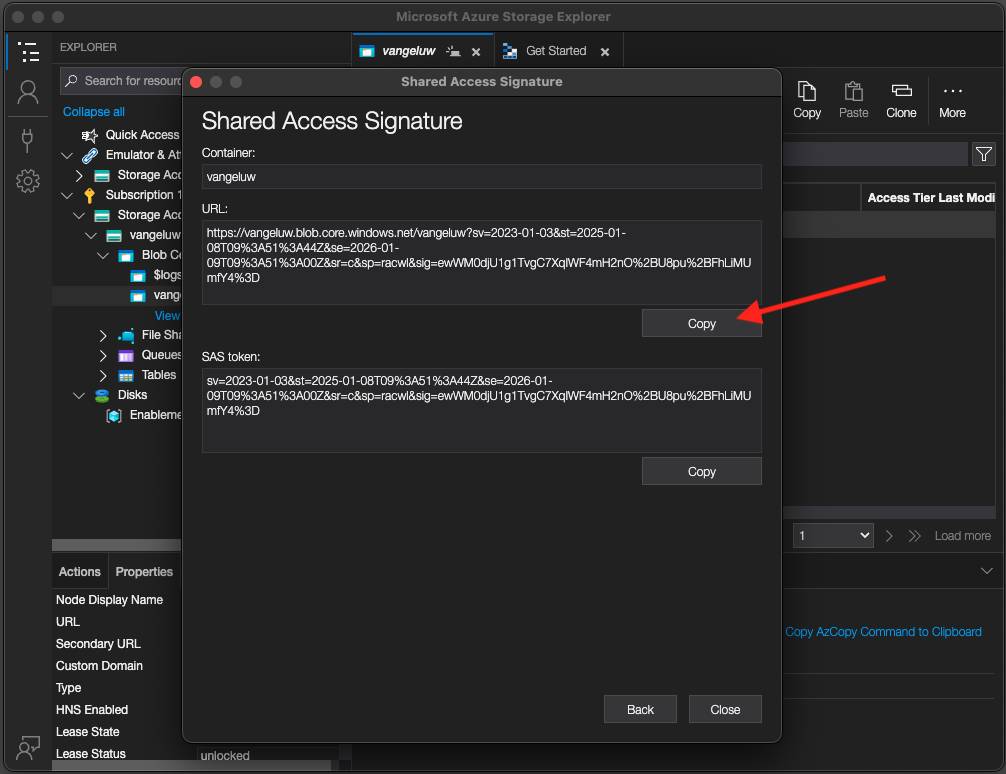 Microsoft Azure Storage Explorer
EXPLORER
vangeluw
Get Started
Search for resourc
Collapse all
Quick Access
Emulator & Att
Storage Acc
Subscription 1
Storage Acc
vangeluw
Blob Co
$logs
vange
View
File Sha
Queues
Tables
Disks
Enableme
Shared Access Signature
Shared Access Signature
Container:
vangeluw
URL:
https://vangeluw.blob.core.windows.net/vangeluw?sv=2023-01-03&st=2025-01-
08T09%3A51%3A44Z&se=2026-01-
09T09%3A51%3A00Z&sr=c&sp=racwl&sig=ewWM0djU1g1TvgC7XqlWF4mH2nO%2BU8pu%2BFhLiMU
mfY4%3D
Copy
SAS token:
sv=2023-01-03&st=2025-01-08T09%3A51%3A44Z&se=2026-01-
09T09%3A51%3A00Z&sr=c&sp=racwl&sig=ewWM0djU1g1TvgC7XqlWF4mH2nO%2BU8pu%2BFhLiMU
mfY4%3D
Copy
Back
Close
Copy
Paste
Clone
More
Access Tier Last Modi
1
Load more
Actions
Properties
Node Display Name
URL
Secondary URL
Custom Domain
Type
HNS Enabled
Lease State
Lease Status
unlocked
Copy AzCopy Command to Clipboard